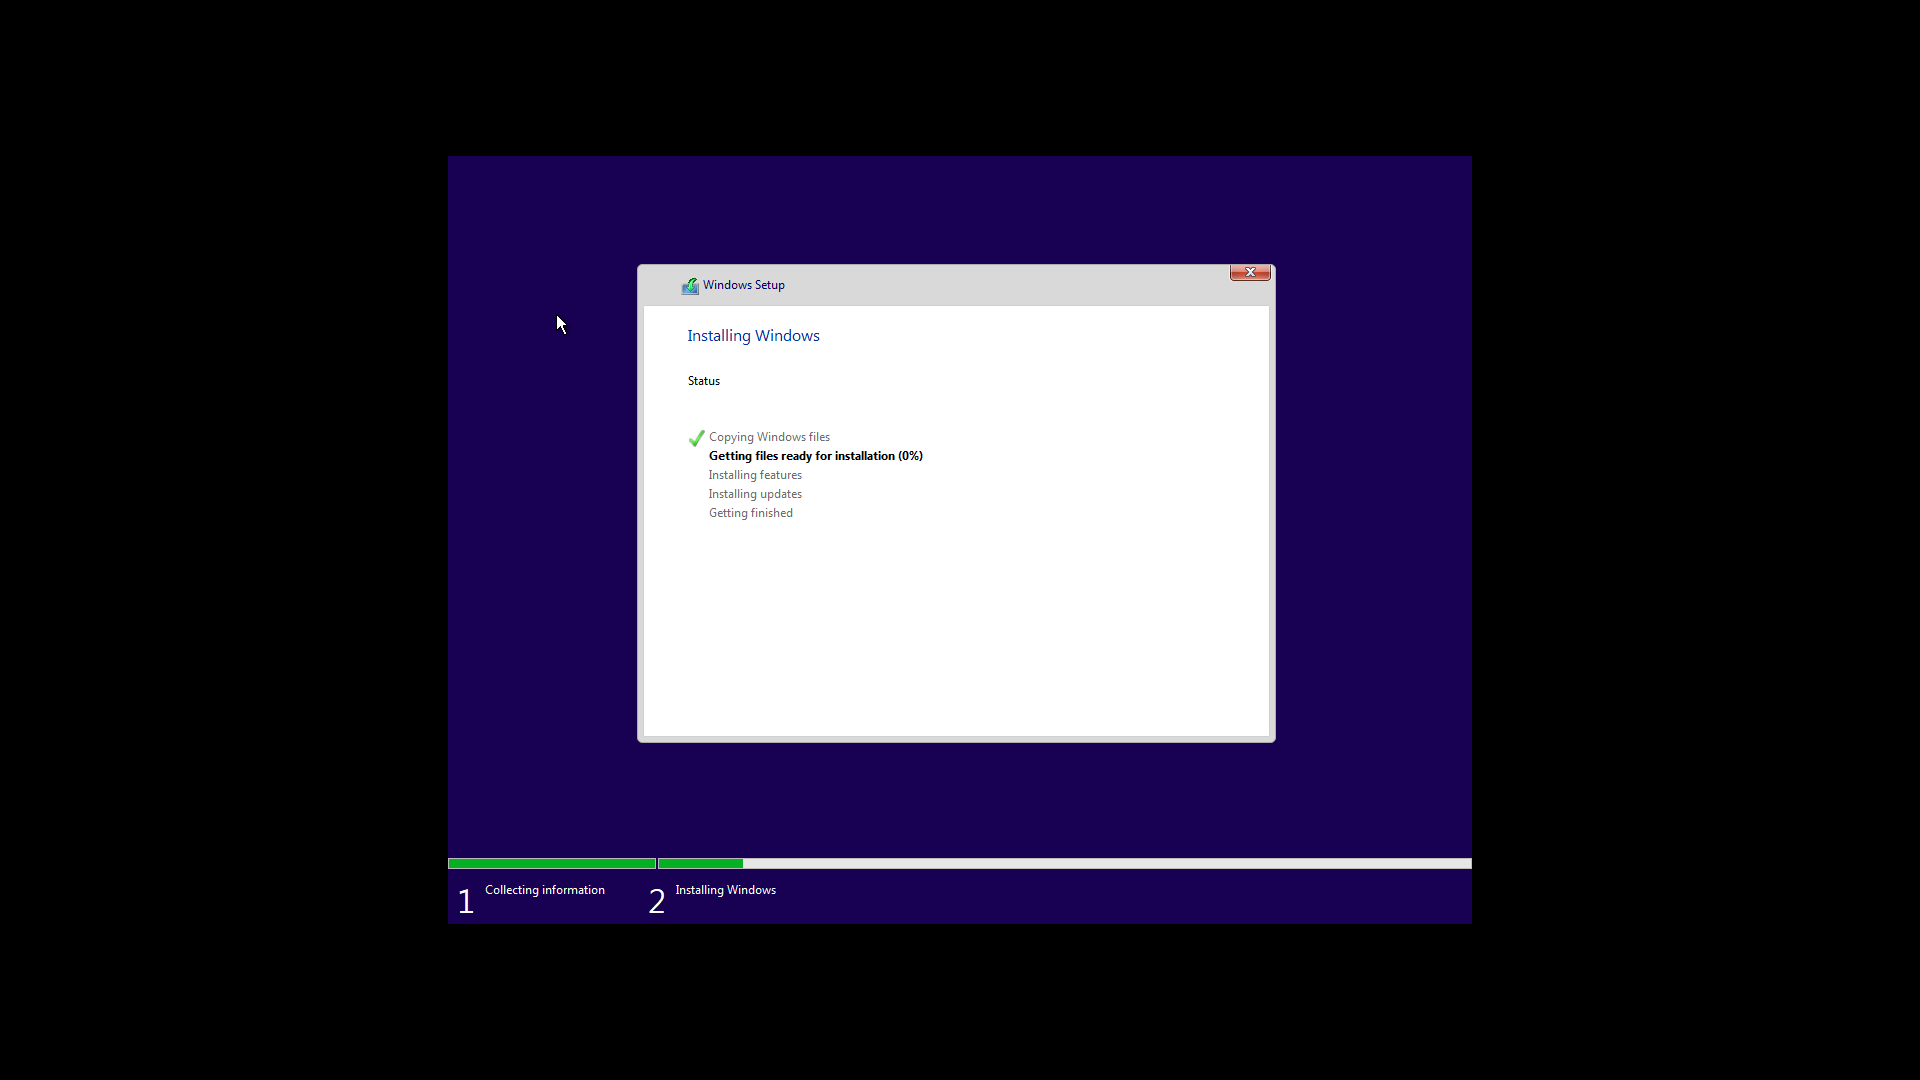 Windows Setup
Installing Windows
Status
Copying Windows files
Getting files ready for installation (0%)
Installing features
Installing updates
Getting finished
1 Collecting information 2 Installing Windows